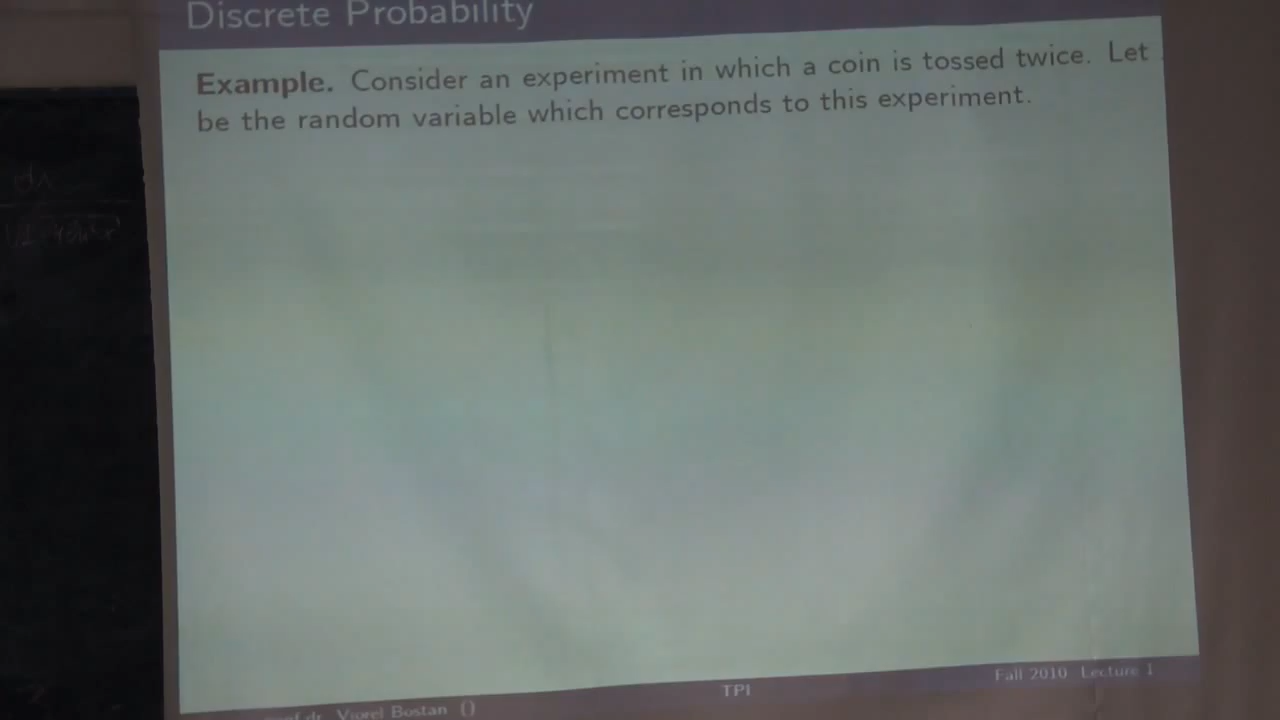 Discrete Probability
Example. Consider an experiment in which a coin is tossed twice. Let
be the random variable which corresponds to this experiment.
dx
Viorel Bostan ()
TPI
Fall 2010 Lecture 1